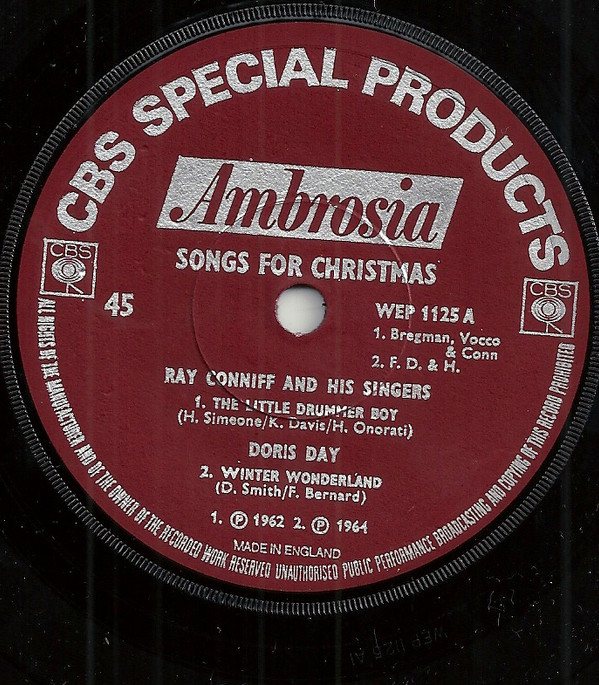 CBS SPECIAL PRODUCTS
Ambrosia
SONGS FOR CHRISTMAS
CBS
CBS
45
WEP 1125 A
1. Bregman, Vocco
& Conn
2. F. D. & H.
RAY CONNIFF AND HIS SINGERS
1. THE LITTLE DRUMMER BOY
(H. Simeone/K. Davis/H. Onorati)
DORIS DAY
2. WINTER WONDERLAND
(D. Smith/F. Bernard)
1. Ⓟ 1962 2. Ⓟ 1964
MADE IN ENGLAND
ALL RIGHTS OF THE MANUFACTURER AND OF THE OWNER OF THE RECORDED WORK RESERVED UNAUTHORISED PUBLIC PERFORMANCE BROADCASTING AND COPYING OF THIS RECORD PROHIBITED